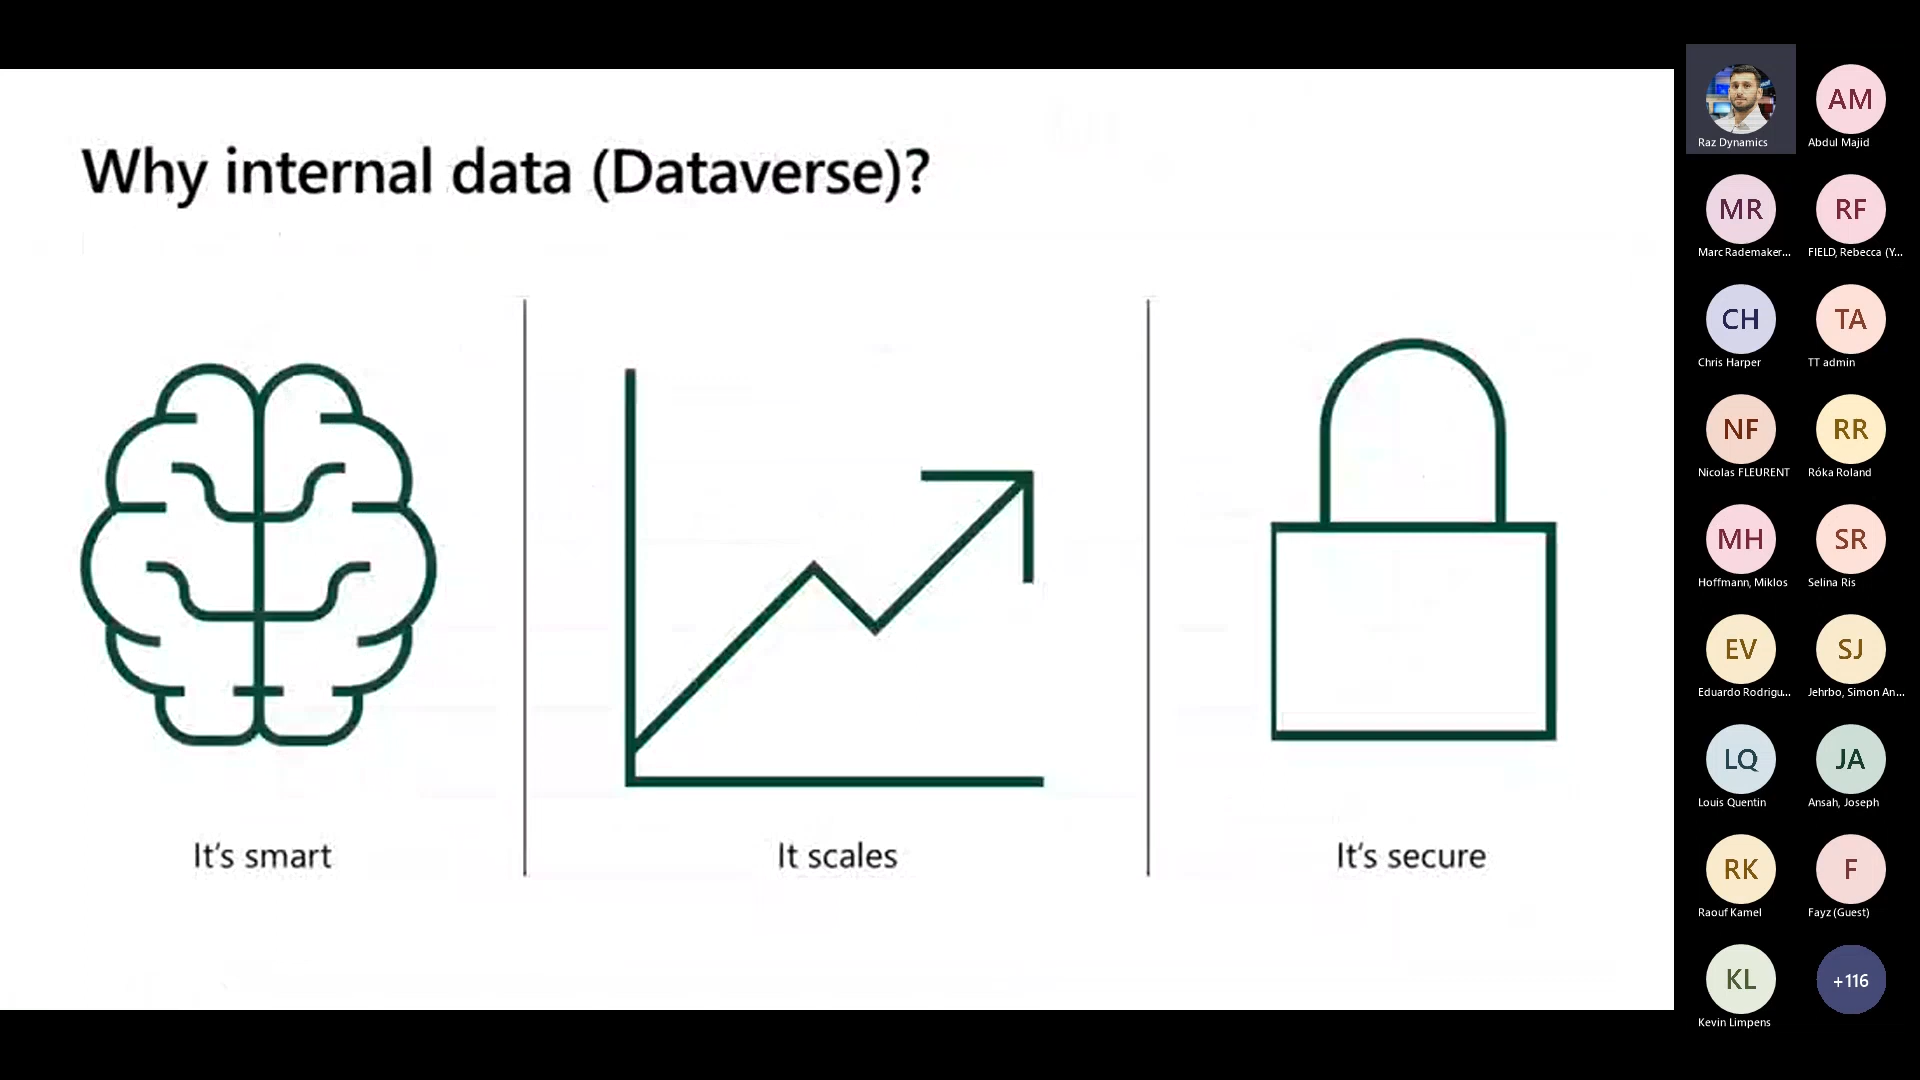 Why internal data (Dataverse)?
It's smart
It scales
It's secure
Raz Dynamics
AM
Abdul Majid
MR
Marc Rademaker...
RF
FIELD, Rebecca (Y...
CH
Chris Harper
TA
TT admin
NF
Nicolas FLEURENT
RR
Róka Roland
MH
Hoffmann, Miklos
SR
Selina Ris
EV
Eduardo Rodrigu...
SJ
Jehrbo, Simon An...
LQ
Louis Quentin
JA
Ansah, Joseph
RK
Raouf Kamel
F
Fayz (Guest)
KL
Kevin Limpens
+116